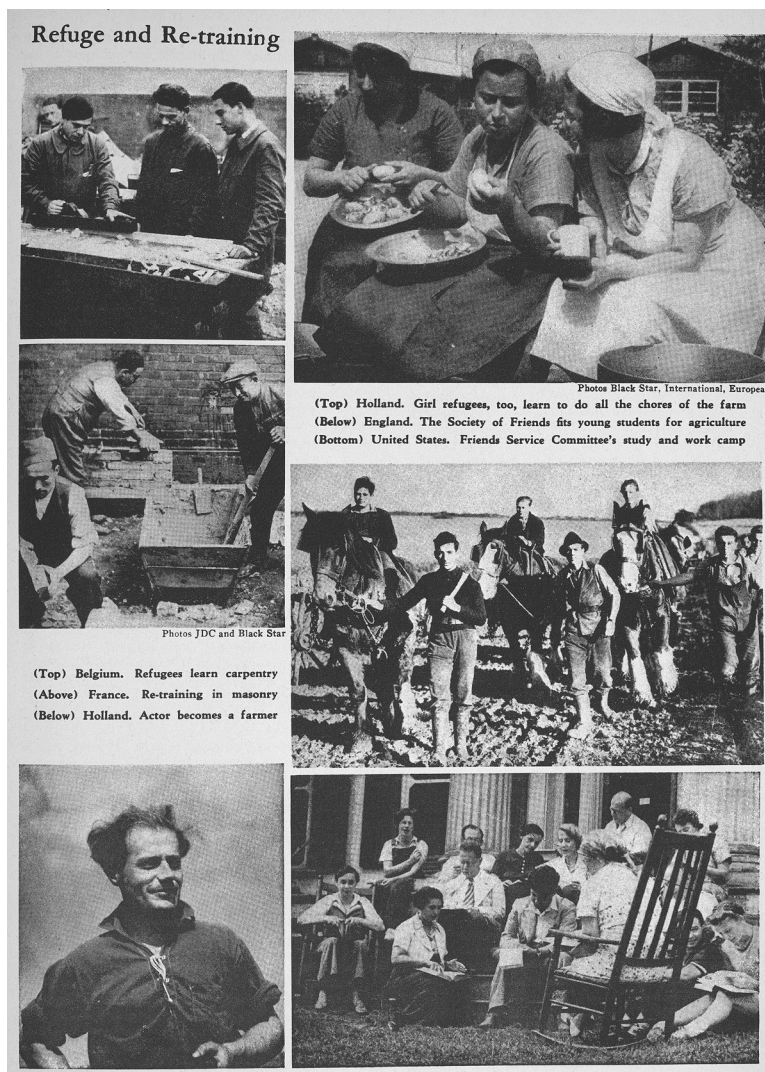 Refuge and Re-training
Photos Black Star, International, Europea
(Top) Holland. Girl refugees, too, learn to do all the chores of the farm
(Below) England. The Society of Friends fits young students for agriculture
(Bottom) United States. Friends Service Committee's study and work camp
Photos JDC and Black Star
(Top) Belgium. Refugees learn carpentry
(Above) France. Re-training in masonry
(Below) Holland. Actor becomes a farmer